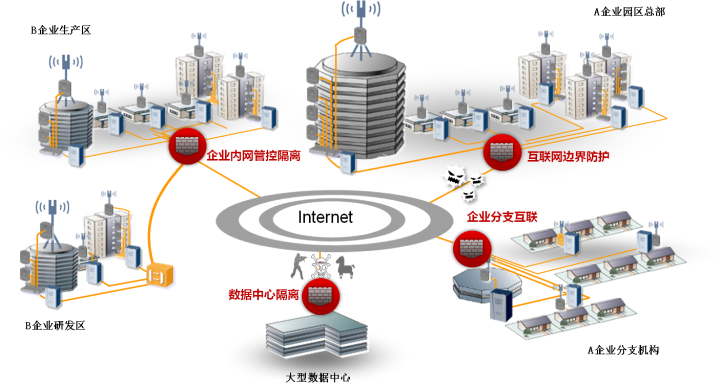 B企业生产区
A企业园区总部
企业内网管控隔离
互联网边界防护
Internet
企业分支互联
数据中心隔离
B企业研发区
A企业分支机构
大型数据中心